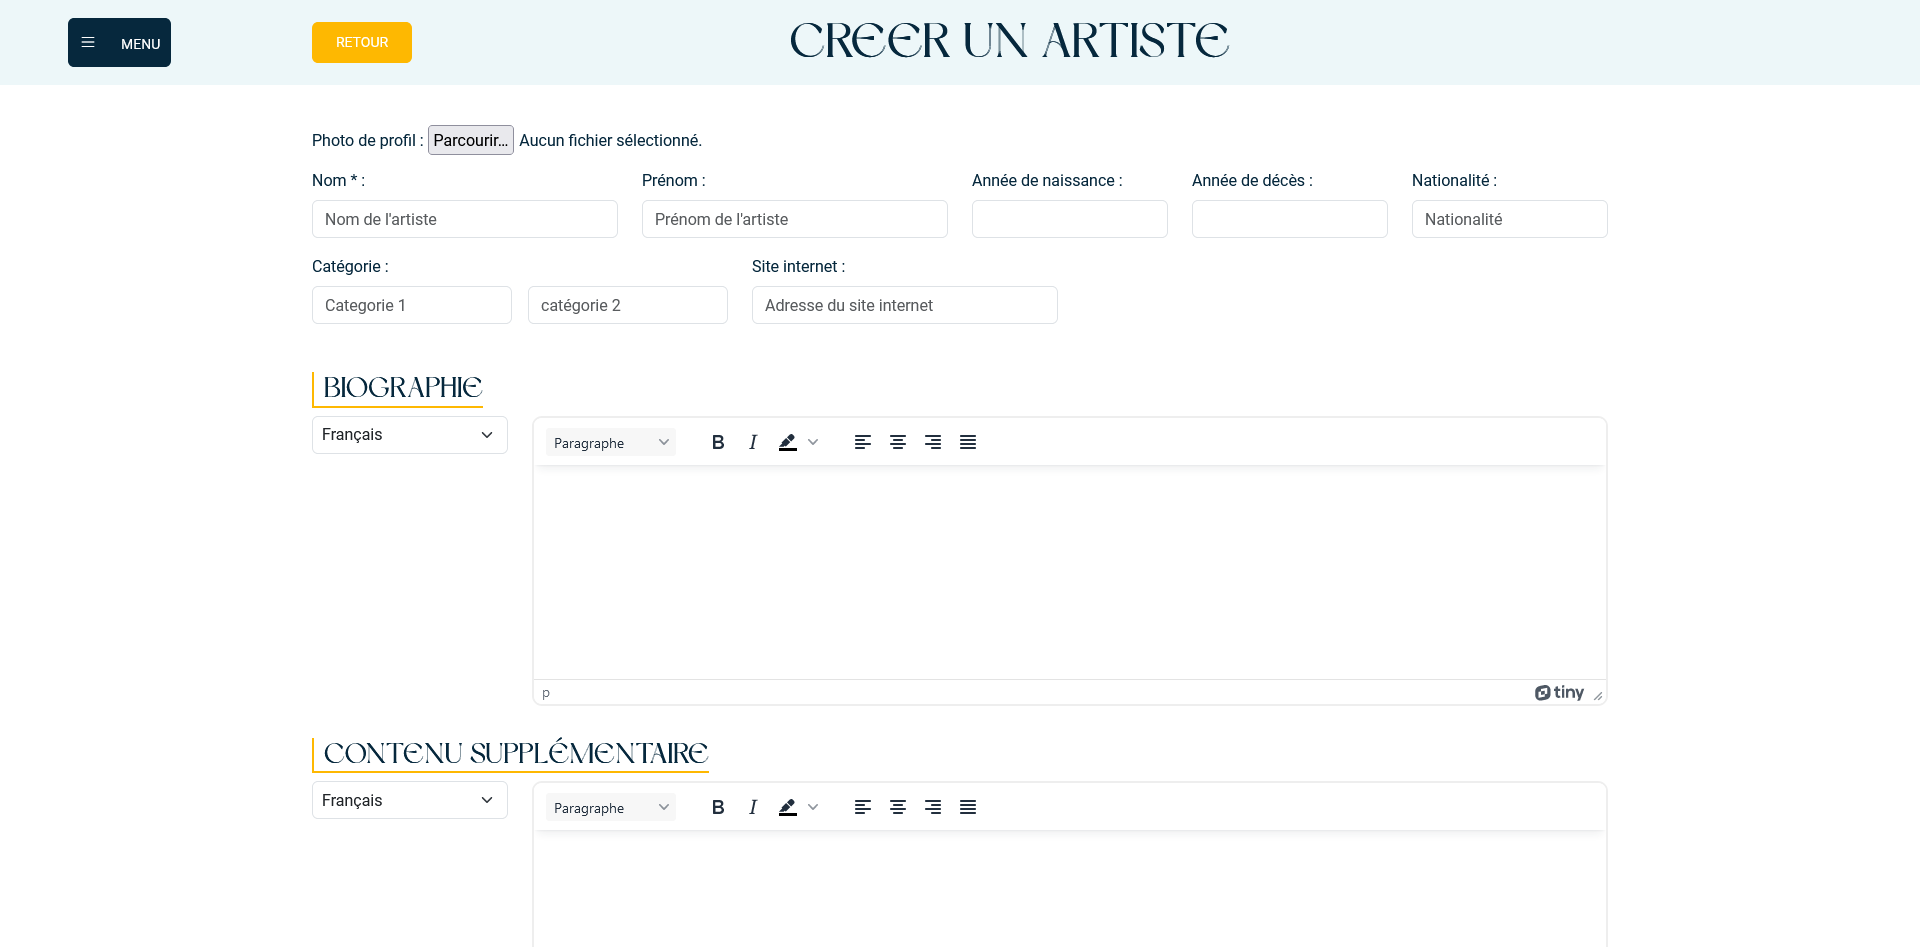 MENU
RETOUR
CREER UN ARTISTE
Photo de profil : Parcourir... Aucun fichier sélectionné.
Nom * : Prénom : Année de naissance : Année de décès : Nationalité :
Nom de l'artiste Prénom de l'artiste Nationalité
Catégorie : Site internet :
Categorie 1 catégorie 2 Adresse du site internet
BIOGRAPHIE
Français
Paragraphe B I
p tiny
CONTENU SUPPLÉMENTAIRE
Français
Paragraphe B I